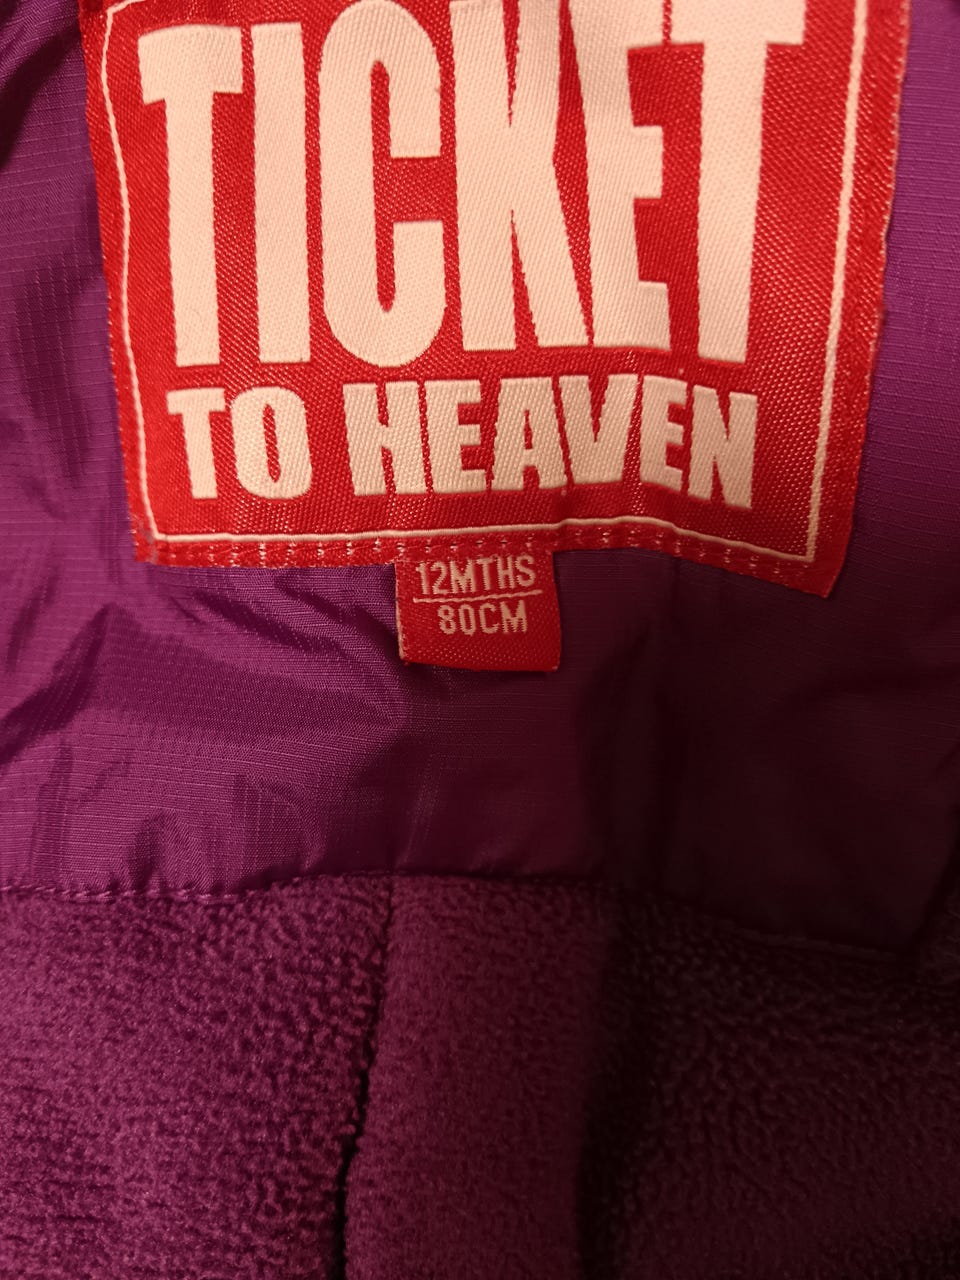 TICKET
TO HEAVEN
12MTHS
80CM